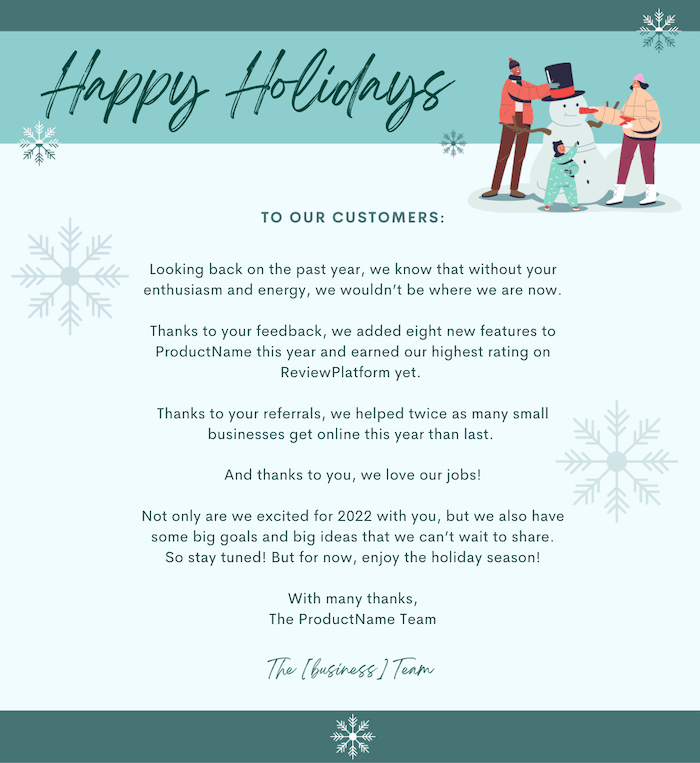 Happy Holidays
TO OUR CUSTOMERS:
Looking back on the past year, we know that without your
enthusiasm and energy, we wouldn't be where we are now.
Thanks to your feedback, we added eight new features to
ProductName this year and earned our highest rating on
ReviewPlatform yet.
Thanks to your referrals, we helped twice as many small
businesses get online this year than last.
And thanks to you, we love our jobs!
Not only are we excited for 2022 with you, but we also have
some big goals and big ideas that we can't wait to share.
So stay tuned! But for now, enjoy the holiday season!
With many thanks,
The ProductName Team
The [business] Team